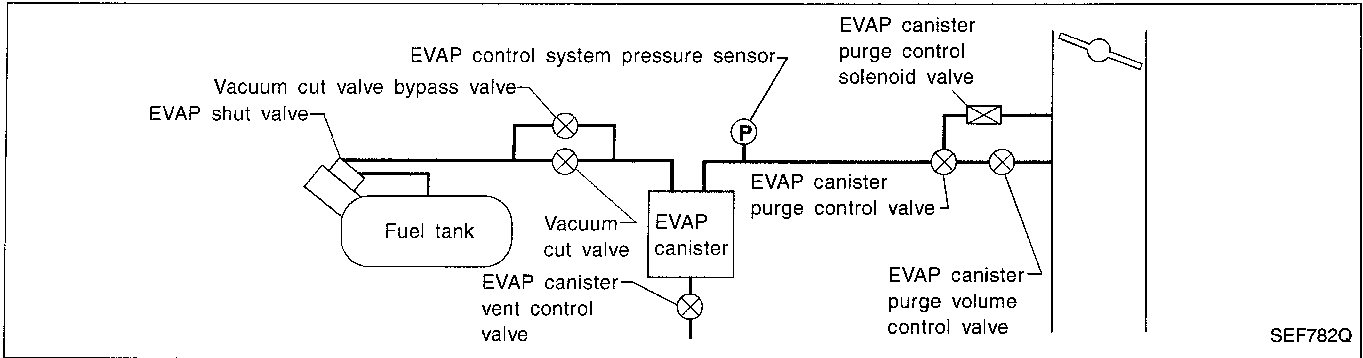 EVAP canister
purge control
solenoid valve
EVAP control system pressure sensor
Vacuum cut valve bypass valve
EVAP shut valve
P
EVAP canister
purge control valve
Fuel tank
Vacuum
cut valve
EVAP
canister
EVAP canister
vent control
valve
EVAP canister
purge volume
control valve
SEF782Q